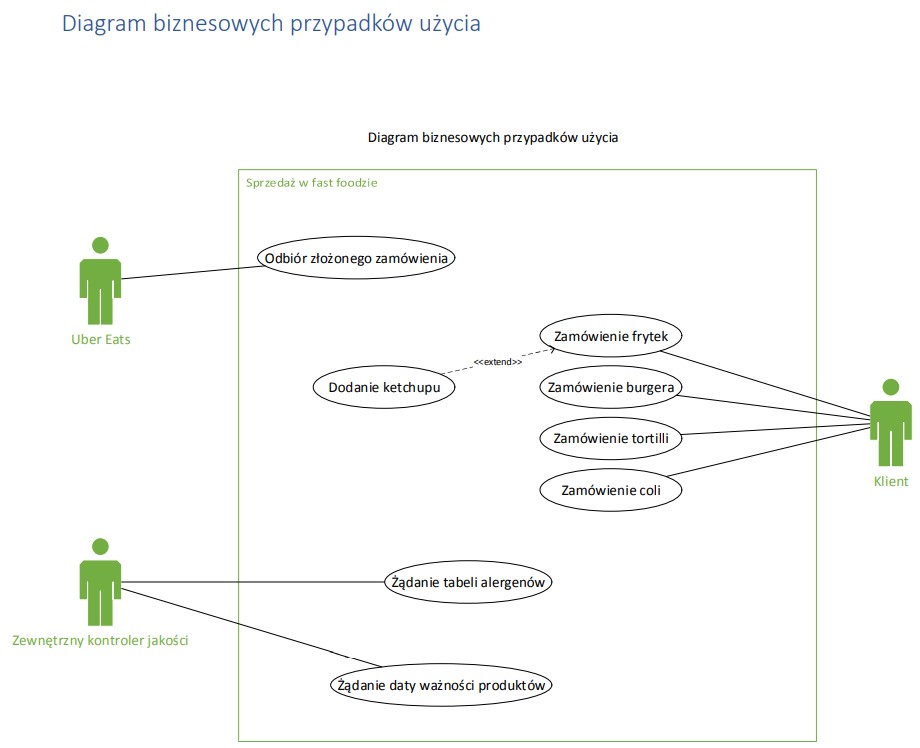 Diagram biznesowych przypadków użycia
Diagram biznesowych przypadków użycia
Sprzedaż w fast foodzie
Odbiór złożonego zamówienia
Uber Eats
Zamówienie frytek
<<extend>>
Dodanie ketchupu
Zamówienie burgera
Zamówienie tortilli
Zamówienie coli
Klient
Żądanie tabeli alergenów
Zewnętrzny kontroler jakości
Żądanie daty ważności produktów